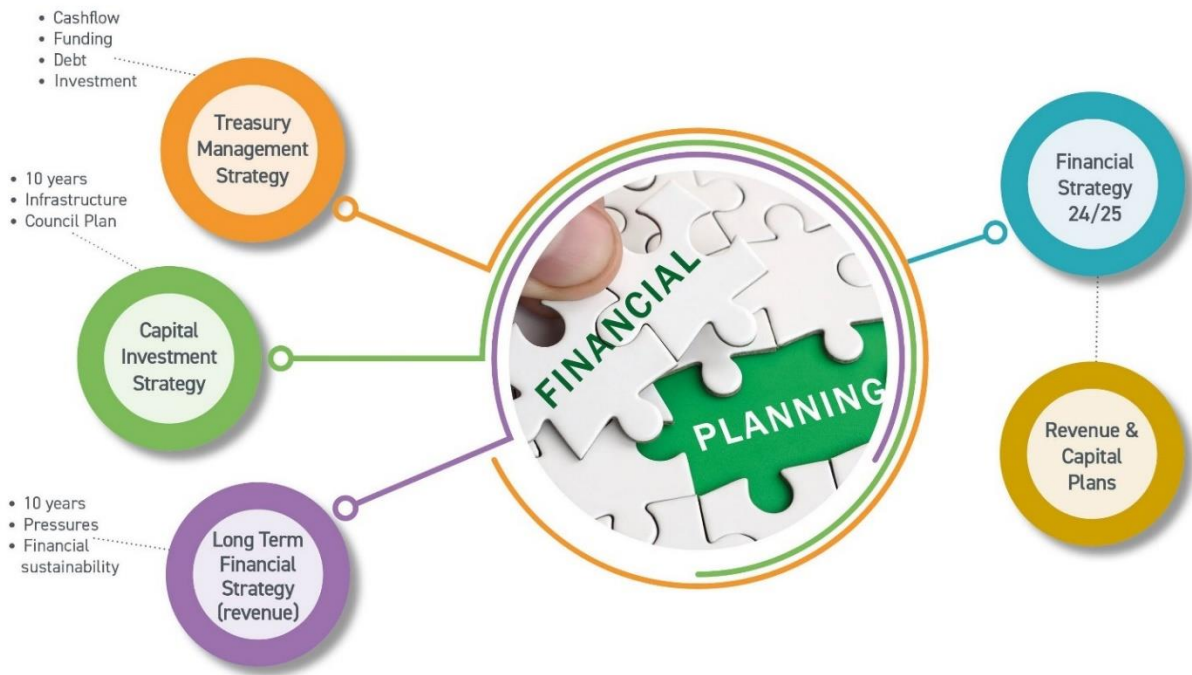 • Cashflow
• Funding
• Debt
• Investment
Treasury
Management
Strategy
• 10 years
• Infrastructure
• Council Plan
Capital
Investment
Strategy
• 10 years
• Pressures
• Financial
sustainability
Long Term
Financial
Strategy
(revenue)
FINANCIAL
PLANNING
Financial
Strategy
24/25
Revenue &
Capital
Plans